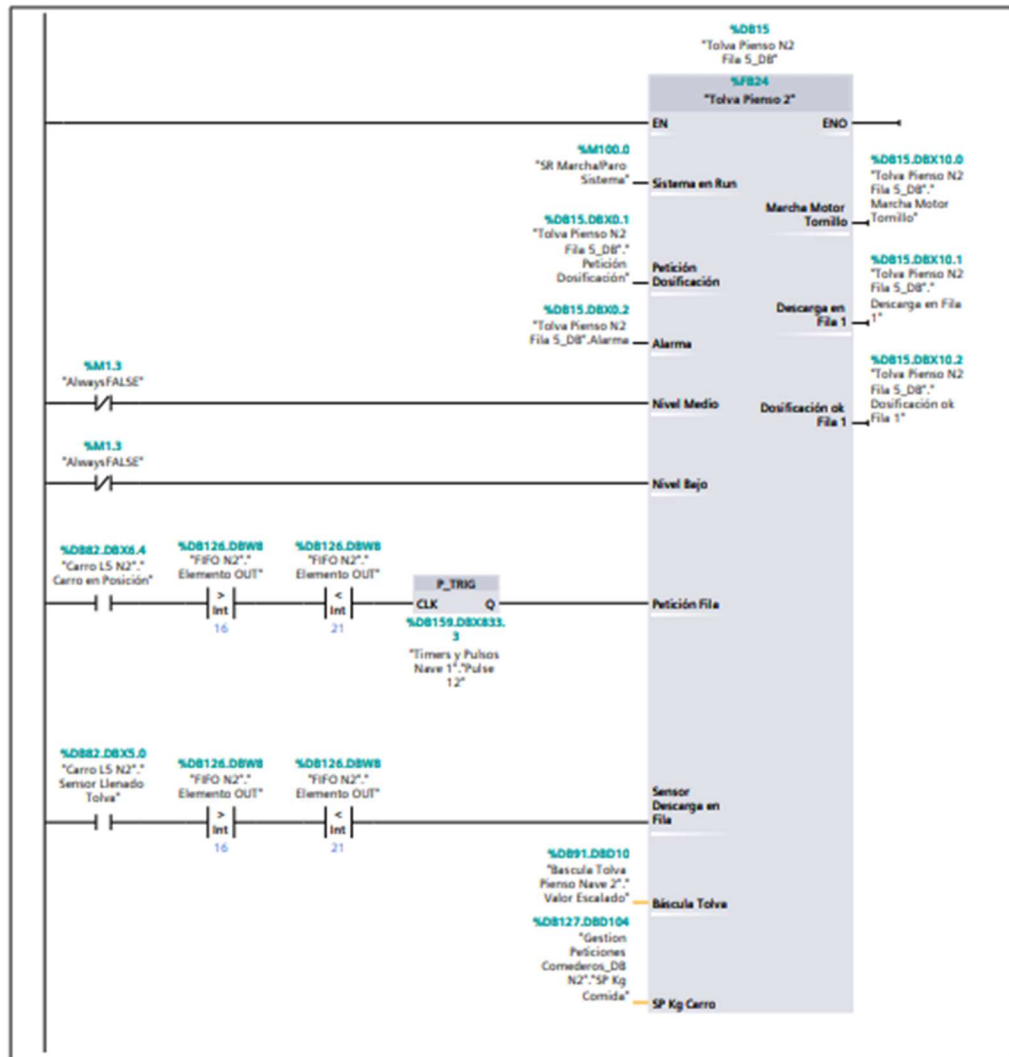 %DB15
"Tolva Pienso N2
Fila 5_DB"
%FB24
"Tolva Pienso 2"
EN
ENO
%M100.0
"SR Marcha/Paro
Sistema"
Sistema en Run
%DB15.DBX10.0
"Tolva Pienso N2
Fila 5_DB"."
Marcha Motor
Tornillo"
Marcha Motor
Tornillo
%DB15.DBX0.1
"Tolva Pienso N2
Fila 5_DB"."
Petición
Dosificación"
Petición
Dosificación
%DB15.DBX10.1
"Tolva Pienso N2
Fila 5_DB"."
Descarga en Fila
1"
Descarga en
Fila 1
%DB15.DBX0.2
"Tolva Pienso N2
Fila 5_DB".Alarma
Alarma
%DB15.DBX10.2
"Tolva Pienso N2
Fila 5_DB"."
Dosificación ok
Fila 1"
Dosificación ok
Fila 1
%M1.3
"AlwaysFALSE"
Nivel Medio
%M1.3
"AlwaysFALSE"
Nivel Bajo
%DB82.DBX6.4
"Carro L5 N2"."
Carro en Posición"
%DB126.DBW8
"FIFO N2"."
Elemento OUT"
>
Int
16
%DB126.DBW8
"FIFO N2"."
Elemento OUT"
<
Int
21
P_TRIG
CLK Q
%DB159.DBX833.
3
"Timers y Pulsos
Nave 1"."Pulse
12"
Petición Fila
%DB82.DBX5.0
"Carro L5 N2"."
Sensor Llenado
Tolva"
%DB126.DBW8
"FIFO N2"."
Elemento OUT"
>
Int
16
%DB126.DBW8
"FIFO N2"."
Elemento OUT"
<
Int
21
Sensor
Descarga en
Fila
%DB91.DBD10
"Bascula Tolva
Pienso Nave 2"."
Valor Escalado"
Báscula Tolva
%DB127.DBD104
"Gestion
Peticiones
Comederos_DB
N2"."SP Kg
Comida"
SP Kg Carro